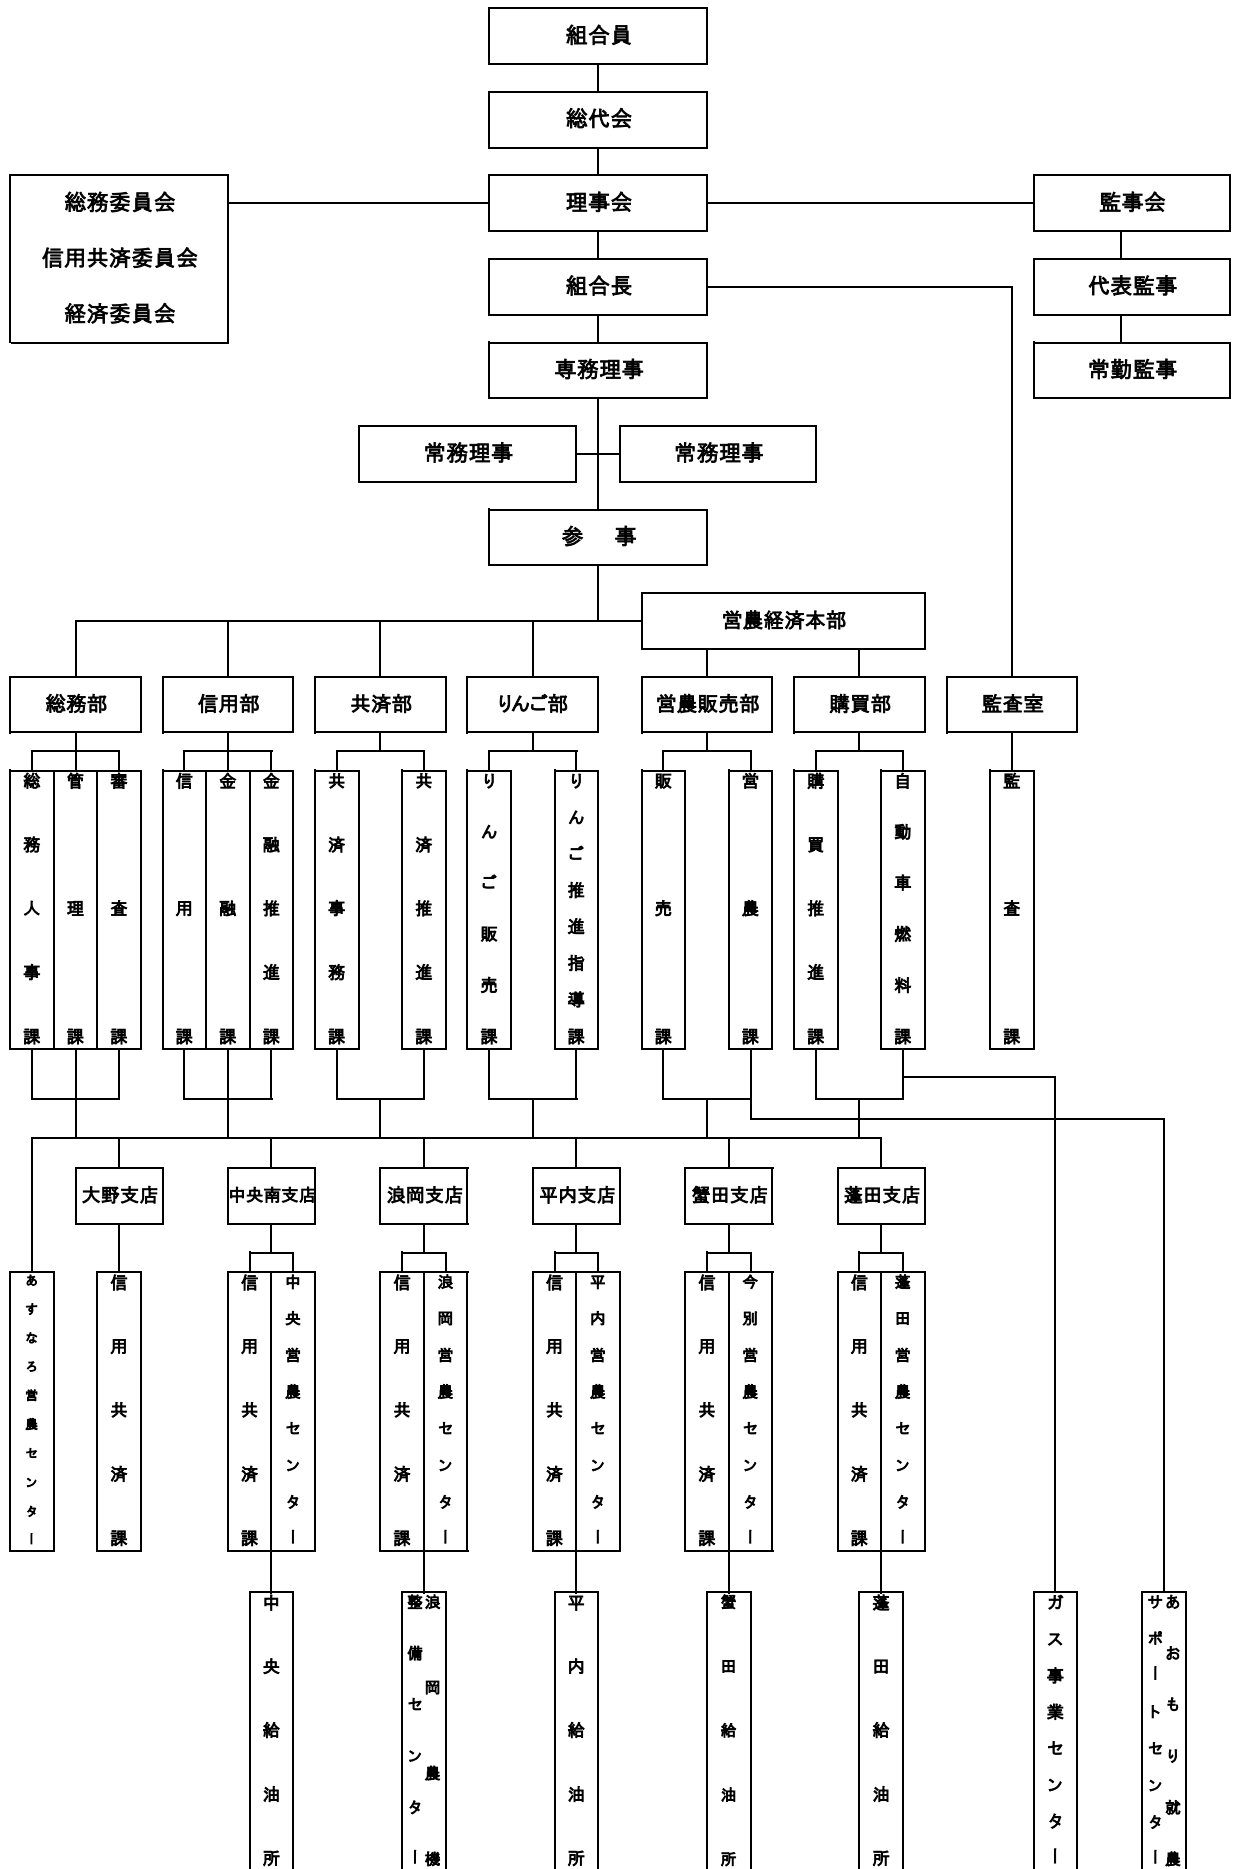 組合員
総代会
総務委員会
信用共済委員会
経済委員会
理事会
監事会
組合長
代表監事
専務理事
常勤監事
常務理事
常務理事
参　事
営農経済本部
総務部
信用部
共済部
りんご部
営農販売部
購買部
監査室
総務人事課
管理課
審査課
信用課
金融課
金融推進課
共済事務課
共済推進課
りんご販売課
りんご推進指導課
販売課
営農課
購買推進課
自動車燃料課
監査課
大野支店
中央南支店
浪岡支店
平内支店
蟹田支店
蓬田支店
あすなろ営農センター
信用共済課
信用共済課
中央営農センター
信用共済課
浪岡営農センター
信用共済課
平内営農センター
信用共済課
今別営農センター
信用共済課
蓬田営農センター
中央給油所
浪岡農機
整備センター
平内給油所
蟹田給油所
蓬田給油所
ガス事業センター
あおもり就農
サポートセンター